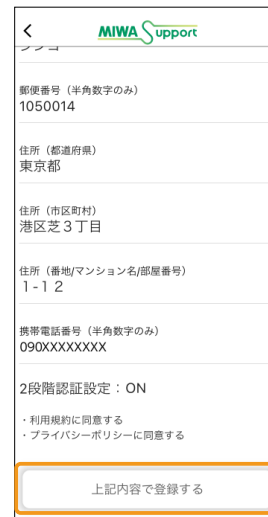 MIWA Support
郵便番号（半角数字のみ）
1050014
住所（都道府県）
東京都
住所（市区町村）
港区芝３丁目
住所（番地/マンション名/部屋番号）
１-１２
携帯電話番号（半角数字のみ）
090XXXXXXXX
2段階認証設定：ON
・利用規約に同意する
・プライバシーポリシーに同意する
上記内容で登録する